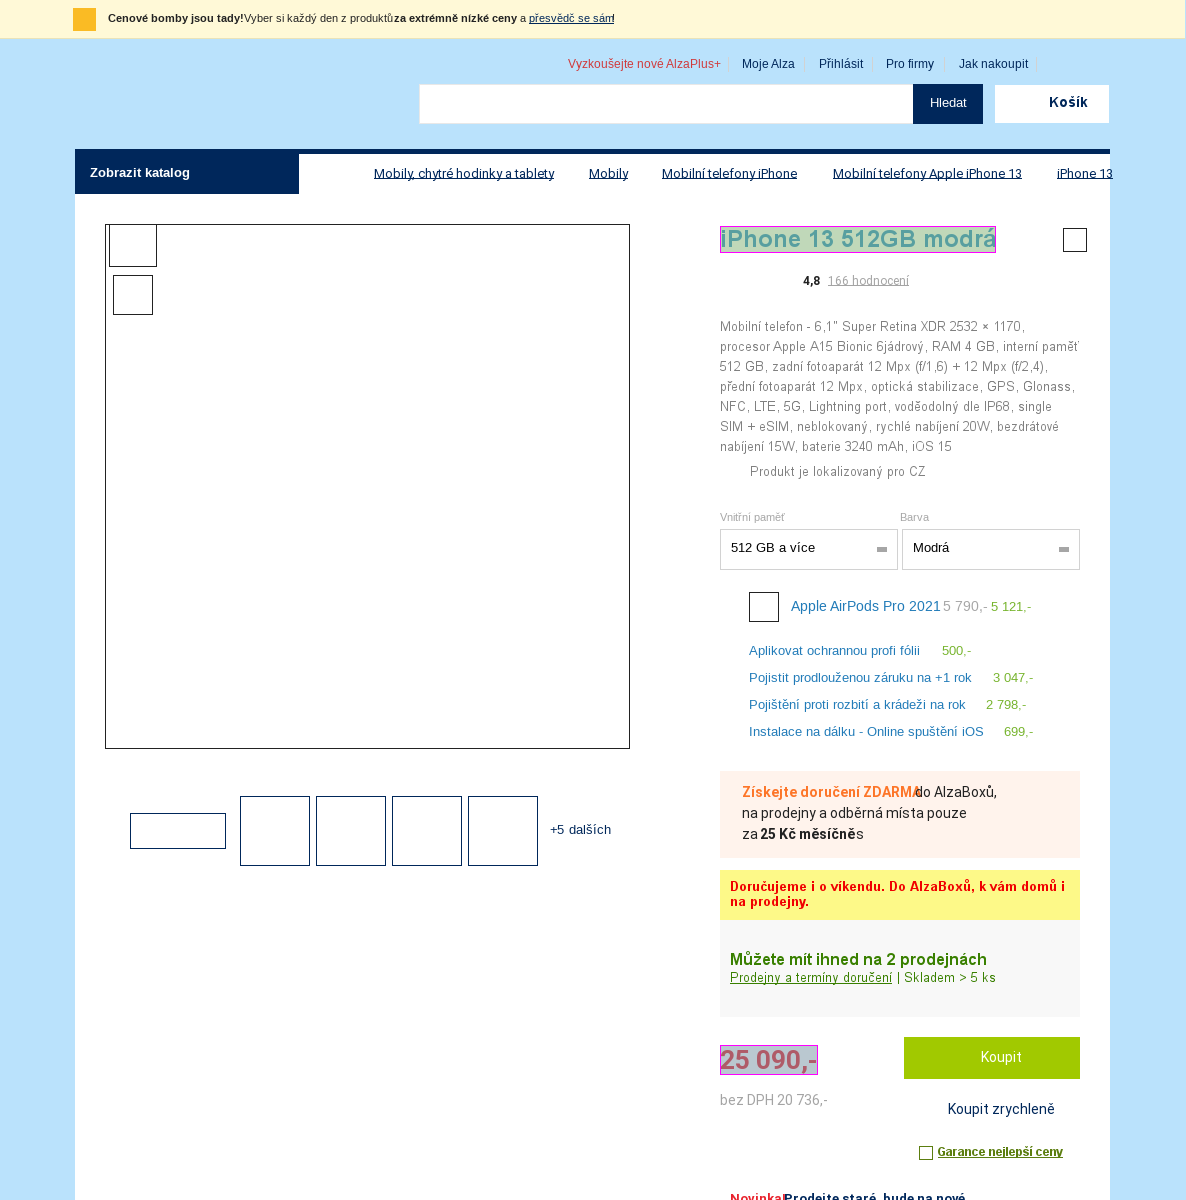 Cenové bomby jsou tady!Vyber si každý den z produktů za extrémně nízké ceny a přesvědč se sám!
Vyzkoušejte nové AlzaPlus+ Moje Alza Přihlásit Pro firmy Jak nakoupit
Hledat Košík
Zobrazit katalog Mobily, chytré hodinky a tablety Mobily Mobilní telefony iPhone Mobilní telefony Apple iPhone 13 iPhone 13
iPhone 13 512GB modrá
4,8 166 hodnocení
Mobilní telefon - 6,1" Super Retina XDR 2532 × 1170,
procesor Apple A15 Bionic 6jádrový, RAM 4 GB, interní paměť
512 GB, zadní fotoaparát 12 Mpx (f/1,6) + 12 Mpx (f/2,4),
přední fotoaparát 12 Mpx, optická stabilizace, GPS, Glonass,
NFC, LTE, 5G, Lightning port, voděodolný dle IP68, single
SIM + eSIM, neblokovaný, rychlé nabíjení 20W, bezdrátové
nabíjení 15W, baterie 3240 mAh, iOS 15
Produkt je lokalizovaný pro CZ
Vnitřní paměť Barva
512 GB a více Modrá
Apple AirPods Pro 2021 5 790,- 5 121,-
Aplikovat ochrannou profi fólii 500,-
Pojistit prodlouženou záruku na +1 rok 3 047,-
Pojištění proti rozbití a krádeži na rok 2 798,-
Instalace na dálku - Online spuštění iOS 699,-
+5 dalších
Získejte doručení ZDARMA do AlzaBoxů,
na prodejny a odběrná místa pouze
za 25 Kč měsíčně s
Doručujeme i o víkendu. Do AlzaBoxů, k vám domů i
na prodejny.
Můžete mít ihned na 2 prodejnách
Prodejny a termíny doručení | Skladem > 5 ks
25 090,- Koupit
bez DPH 20 736,-
Koupit zrychleně
Garance nejlepší ceny
Novinka! Prodejte staré, bude na nové